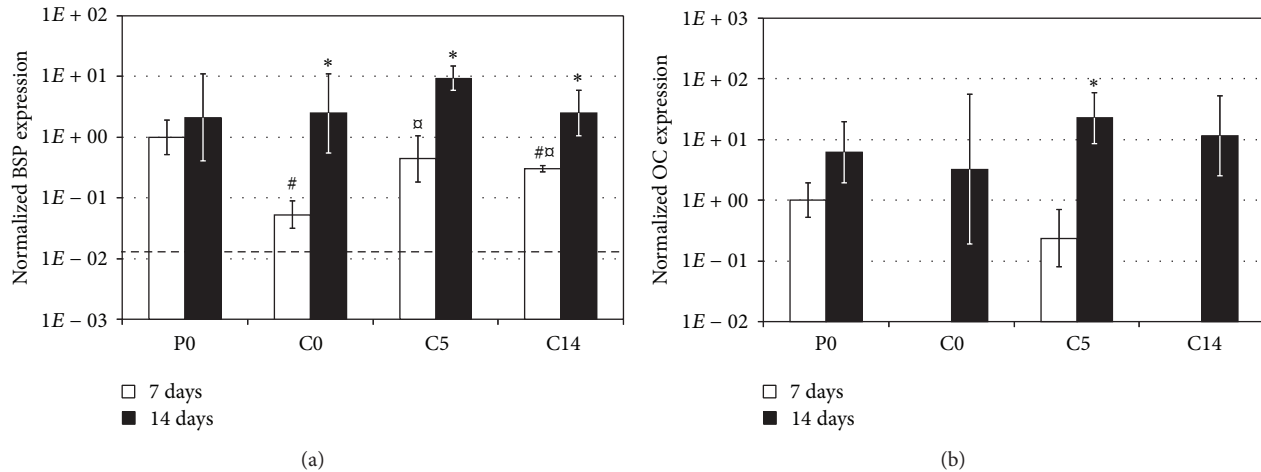 Normalized BSP expression
1E + 02
1E + 01
1E + 00
1E − 01
1E − 02
1E − 03
#
*
¤
*
#¤
*
P0 C0 C5 C14
7 days
14 days
(a)
Normalized OC expression
1E + 03
1E + 02
1E + 01
1E + 00
1E − 01
1E − 02
*
P0 C0 C5 C14
7 days
14 days
(b)